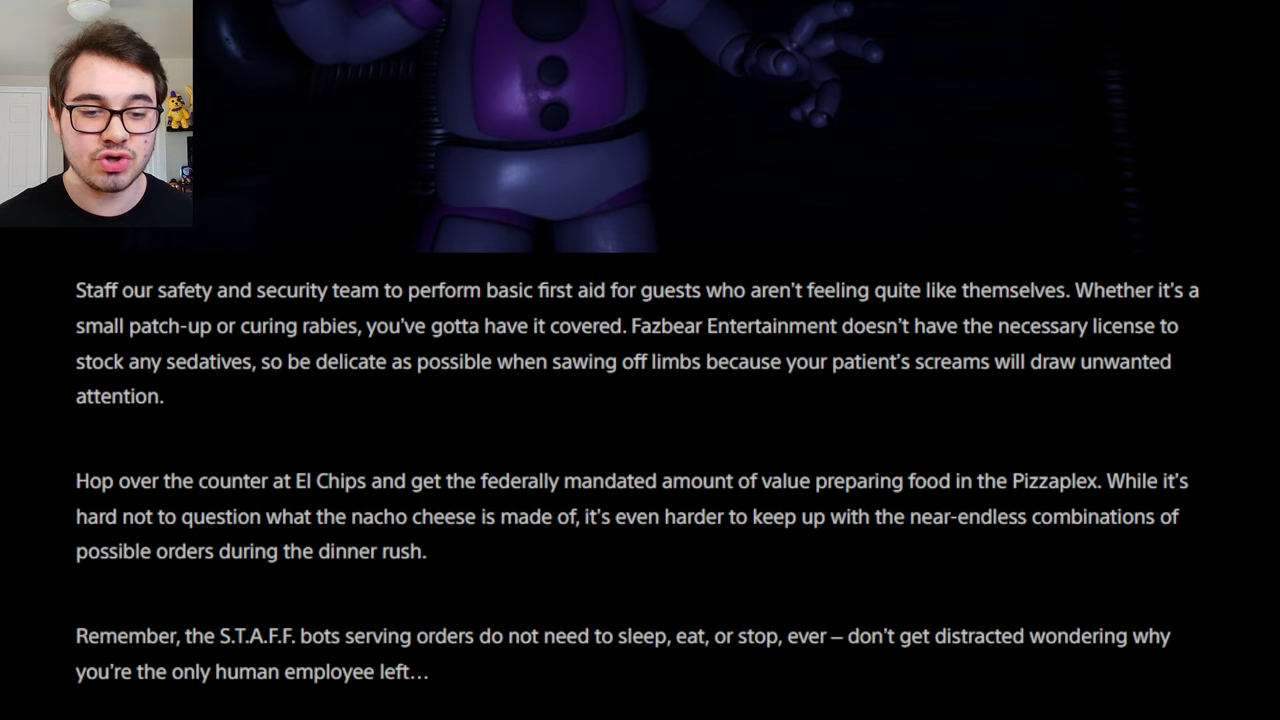 Staff our safety and security team to perform basic first aid for guests who aren’t feeling quite like themselves. Whether it’s a
small patch-up or curing rabies, you’ve gotta have it covered. Fazbear Entertainment doesn’t have the necessary license to
stock any sedatives, so be delicate as possible when sawing off limbs because your patient’s screams will draw unwanted
attention.
Hop over the counter at El Chips and get the federally mandated amount of value preparing food in the Pizzaplex. While it’s
hard not to question what the nacho cheese is made of, it’s even harder to keep up with the near-endless combinations of
possible orders during the dinner rush.
Remember, the S.T.A.F.F. bots serving orders do not need to sleep, eat, or stop, ever – don’t get distracted wondering why
you’re the only human employee left…